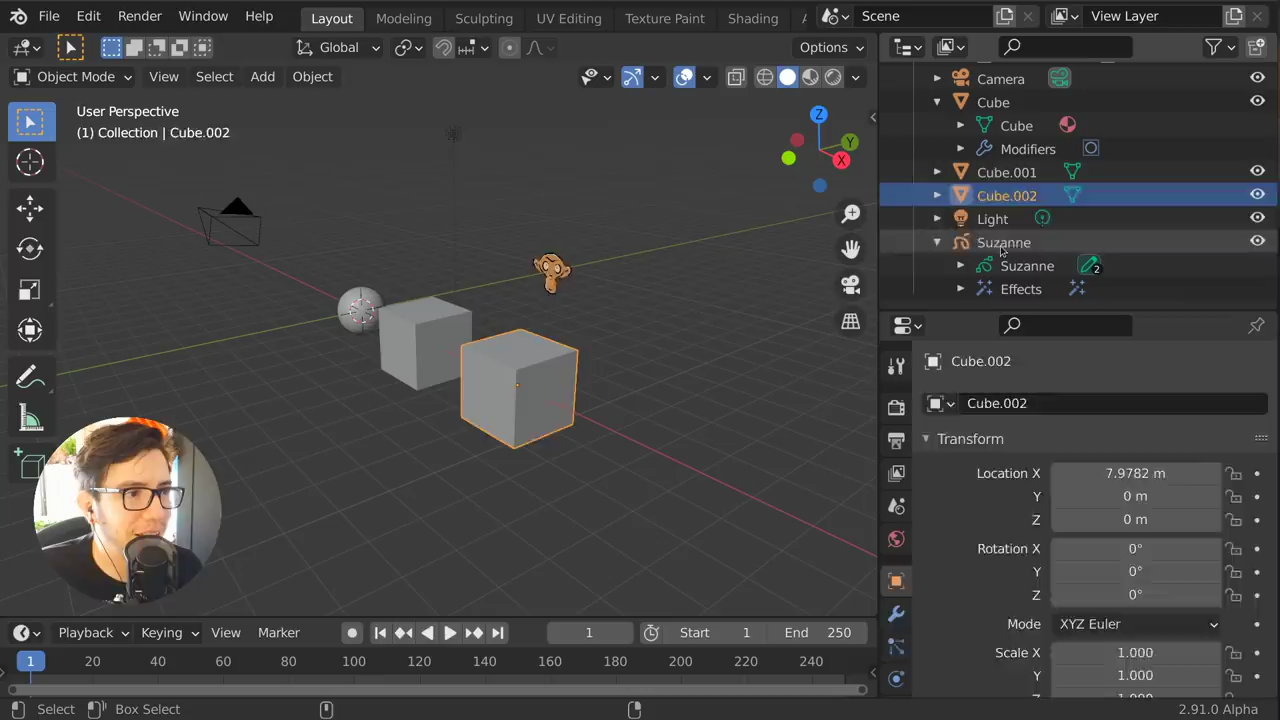 File Edit Render Window Help Layout Modeling Sculpting UV Editing Texture Paint Shading Scene View Layer
Global Options
Object Mode View Select Add Object
User Perspective
(1) Collection | Cube.002
Z
Y
X
Camera
Cube
Cube
Modifiers
Cube.001
Cube.002
Light
Suzanne
Suzanne 2
Effects
Cube.002
Cube.002
Transform
Location X 7.9782 m
Y 0 m
Z 0 m
Rotation X 0°
Y 0°
Z 0°
Mode XYZ Euler
Scale X 1.000
Y 1.000
Playback Keying View Marker 1 Start 1 End 250
1 20 40 60 80 100 120 140 160 180 200 220 240
Select Box Select 2.91.0 Alpha